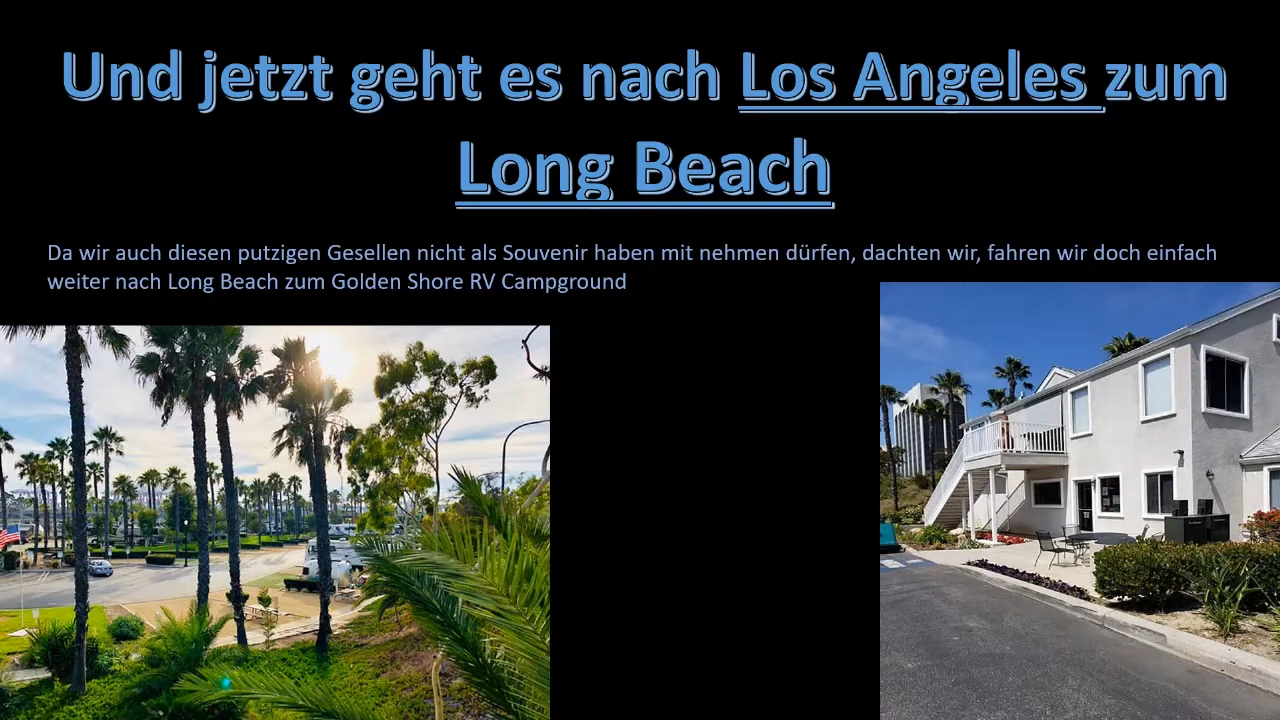 Und jetzt geht es nach Los Angeles zum
Long Beach
Da wir auch diesen putzigen Gesellen nicht als Souvenir haben mit nehmen dürfen, dachten wir, fahren wir doch einfach
weiter nach Long Beach zum Golden Shore RV Campground